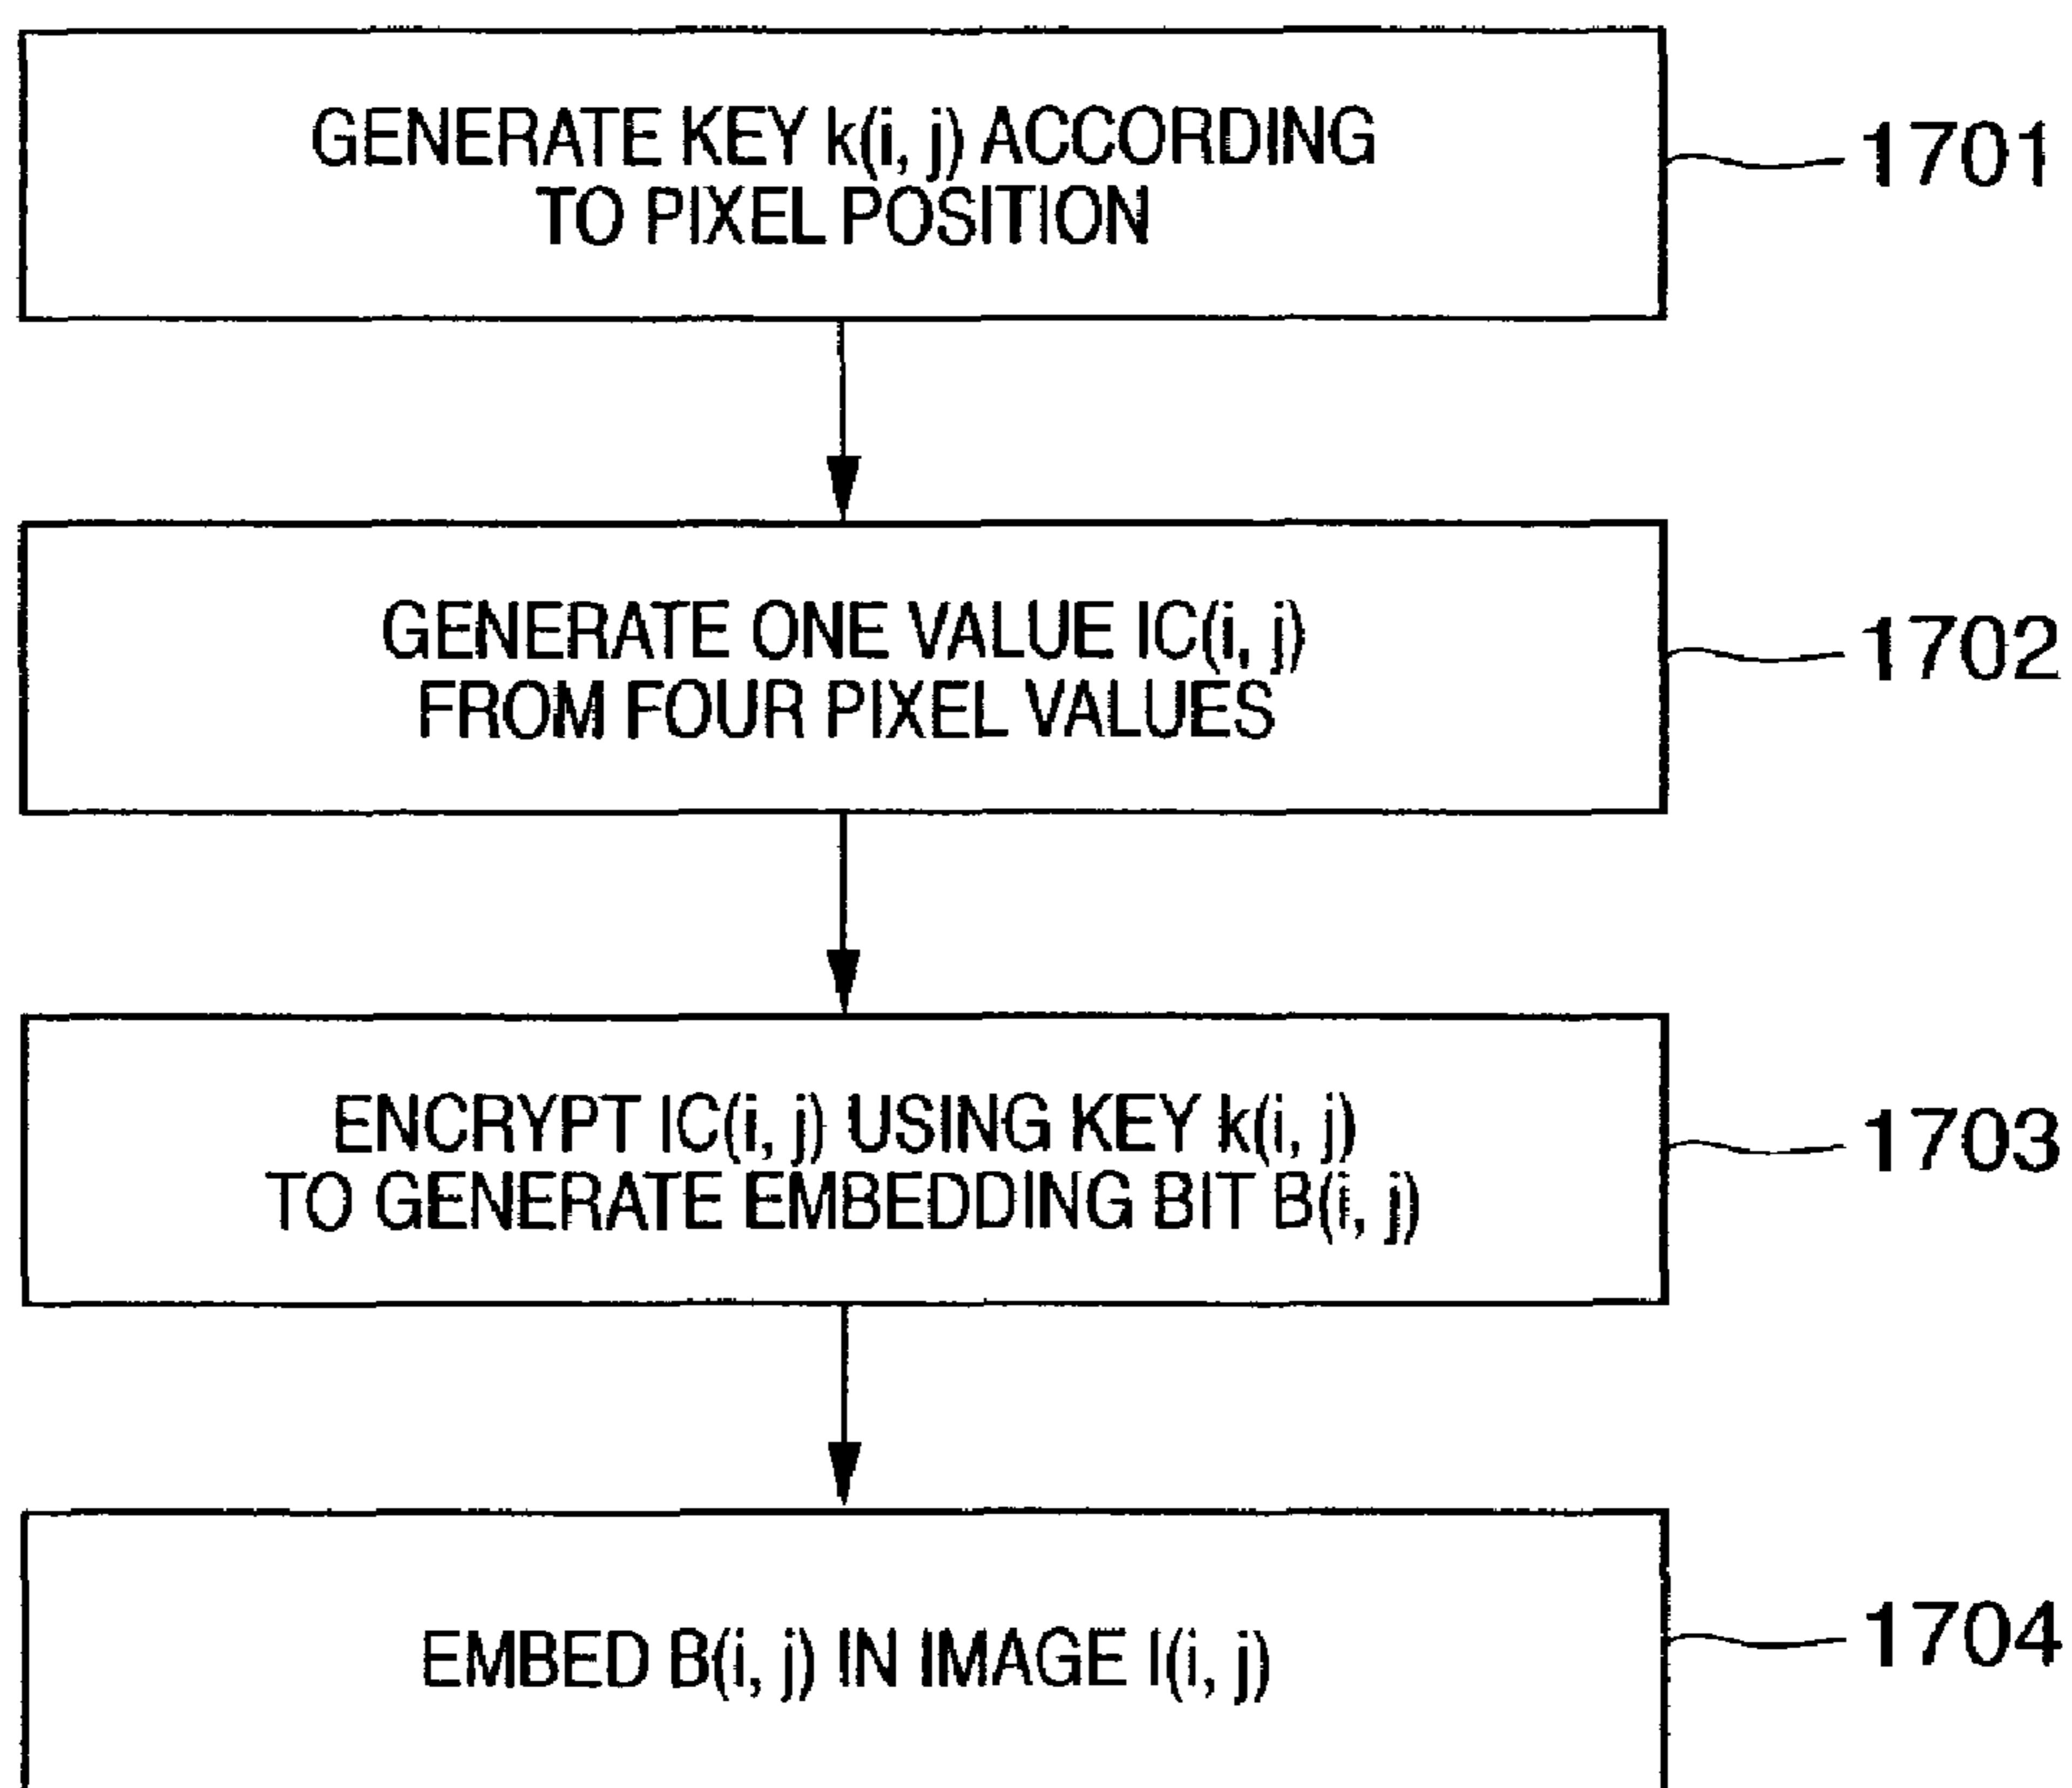 GENERATE KEY k(i, j) ACCORDING
TO PIXEL POSITION
1701
GENERATE ONE VALUE IC(i, j)
FROM FOUR PIXEL VALUES
1702
ENCRYPT IC(i, j) USING KEY k(i, j)
TO GENERATE EMBEDDING BIT B(i, j)
1703
EMBED B(i, j) IN IMAGE I(i, j)
1704